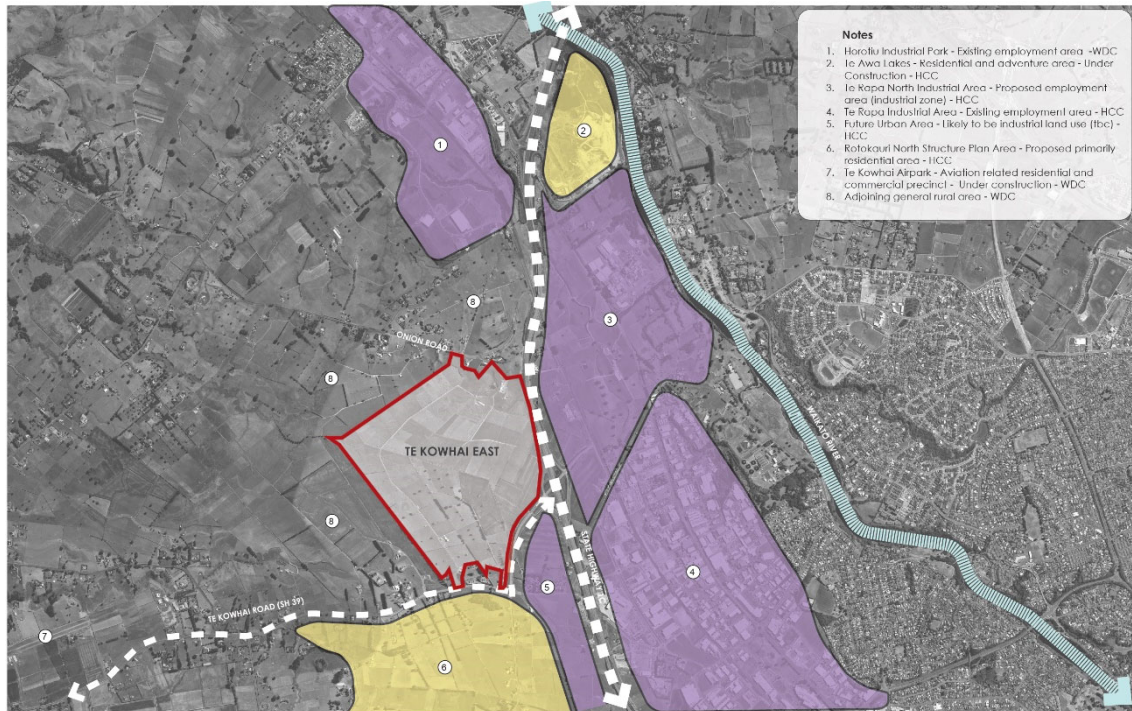 Notes
1. Horotiu Industrial Park - Existing employment area -WDC
2. Te Awa Lakes - Residential and adventure area - Under
Construction - HCC
3. Te Rapa North Industrial Area - Proposed employment
area (industrial zone) - HCC
4. Te Rapa Industrial Area - Existing employment area - HCC
5. Future Urban Area - Likely to be industrial land use (tbc) -
HCC
6. Rotokauri North Structure Plan Area - Proposed primarily
residential area - HCC
7. Te Kowhai Airpark - Aviation related residential and
commercial precinct - Under construction - WDC
8. Adjoining general rural area - WDC
2
1
8
3
ONION ROAD
8
WAIKATO RIVER
TE KOWHAI EAST
8
STATE HIGHWAY
4
5
TE KOWHAI ROAD (SH 39)
7
6